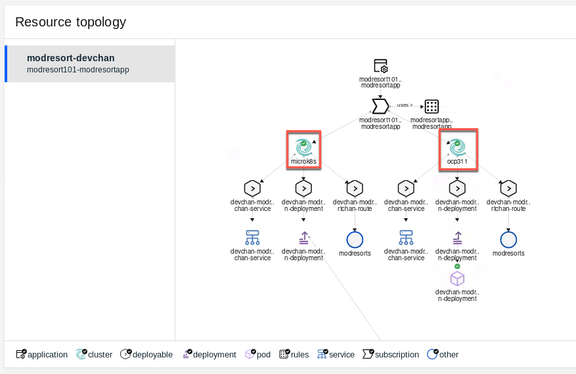 Resource topology
modresort-devchan
modresort101-modresortapp
modresort101..
modresortapp
modresort101..
modresortapp
uses >
modresortapp..
modresortapp
microk8s
ocp311
devchan-modr..
chan-service
devchan-modr..
n-deployment
devchan-modr..
rtchan-route
devchan-modr..
chan-service
devchan-modr..
n-deployment
devchan-modr..
rtchan-route
devchan-modr..
chan-service
devchan-modr..
n-deployment
modresorts
devchan-modr..
chan-service
devchan-modr..
n-deployment
modresorts
devchan-modr..
n-deployment
application
cluster
deployable
deployment
pod
rules
service
subscription
other